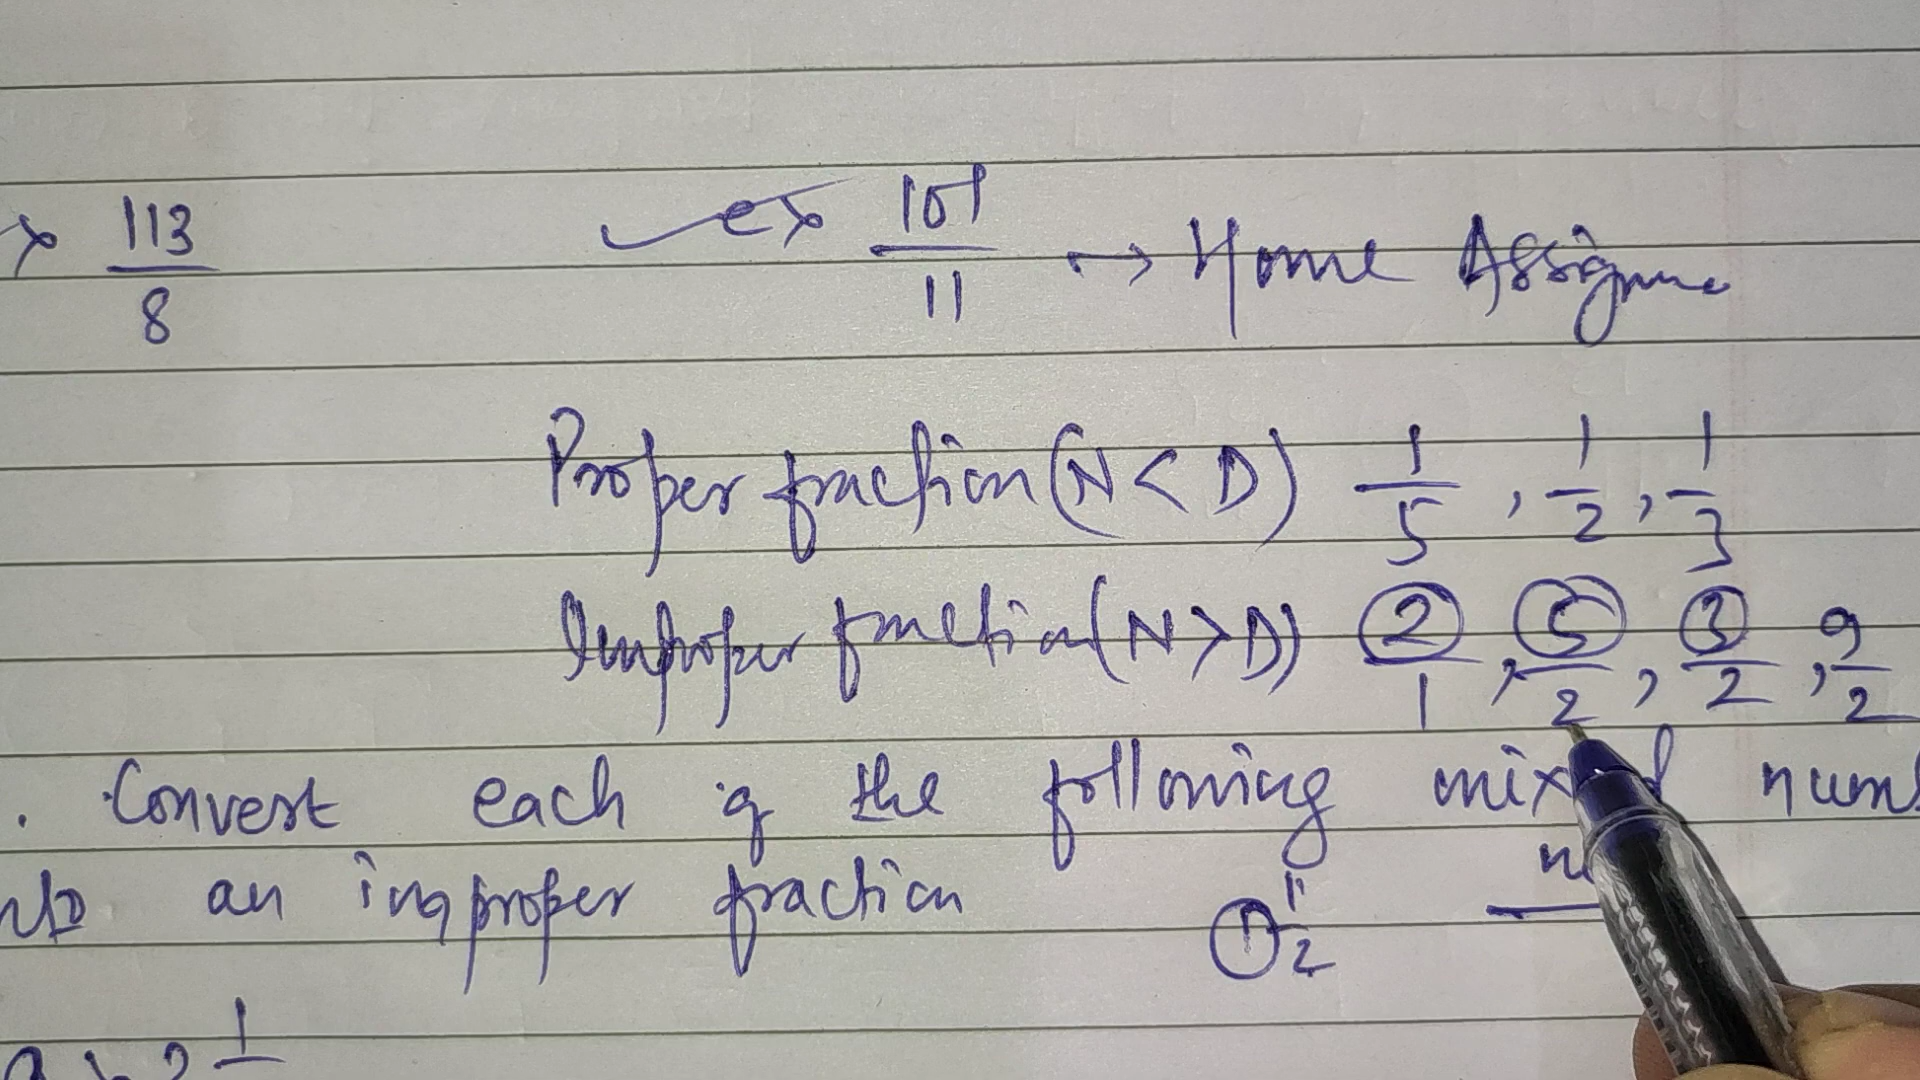 113/8 ex 101/11 → Home Assignme
Proper fraction (N < D) 1/5, 1/2, 1/3
Improper fraction (N > D) 2/1, 5/2, 3/2, 9/2
. Convert each of the following mixed num
an improper fraction 1 1/2
a) 2 1